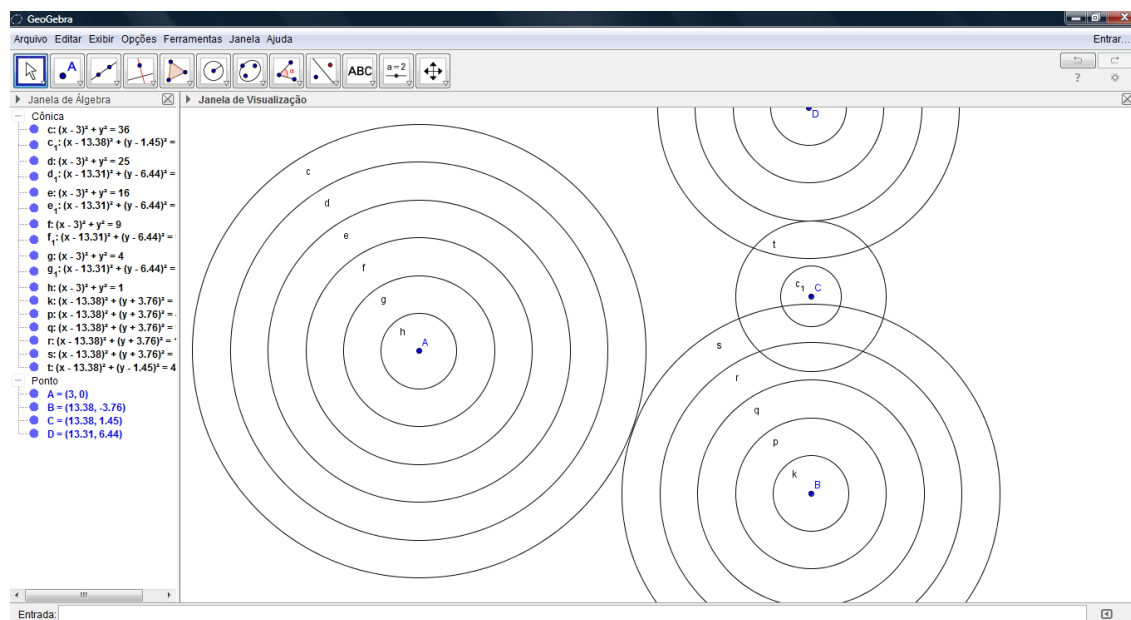 GeoGebra
Arquivo Editar Exibir Opções Ferramentas Janela Ajuda
Entrar...
A
ABC
a=2
α
?
Janela de Álgebra
Janela de Visualização
Cônica
c: (x - 3)² + y² = 36
c₁: (x - 13.38)² + (y - 1.45)² =
d: (x - 3)² + y² = 25
d₁: (x - 13.31)² + (y - 6.44)² =
e: (x - 3)² + y² = 16
e₁: (x - 13.31)² + (y - 6.44)² =
f: (x - 3)² + y² = 9
f₁: (x - 13.31)² + (y - 6.44)² =
g: (x - 3)² + y² = 4
g₁: (x - 13.31)² + (y - 6.44)² =
h: (x - 3)² + y² = 1
k: (x - 13.38)² + (y + 3.76)² =
p: (x - 13.38)² + (y + 3.76)² =
q: (x - 13.38)² + (y + 3.76)² =
r: (x - 13.38)² + (y + 3.76)² =
s: (x - 13.38)² + (y + 3.76)² =
t: (x - 13.38)² + (y - 1.45)² = 4
Ponto
A = (3, 0)
B = (13.38, -3.76)
C = (13.38, 1.45)
D = (13.31, 6.44)
c
d
e
f
g
h
A
D
t
c₁
C
s
r
q
p
k
B
Entrada: